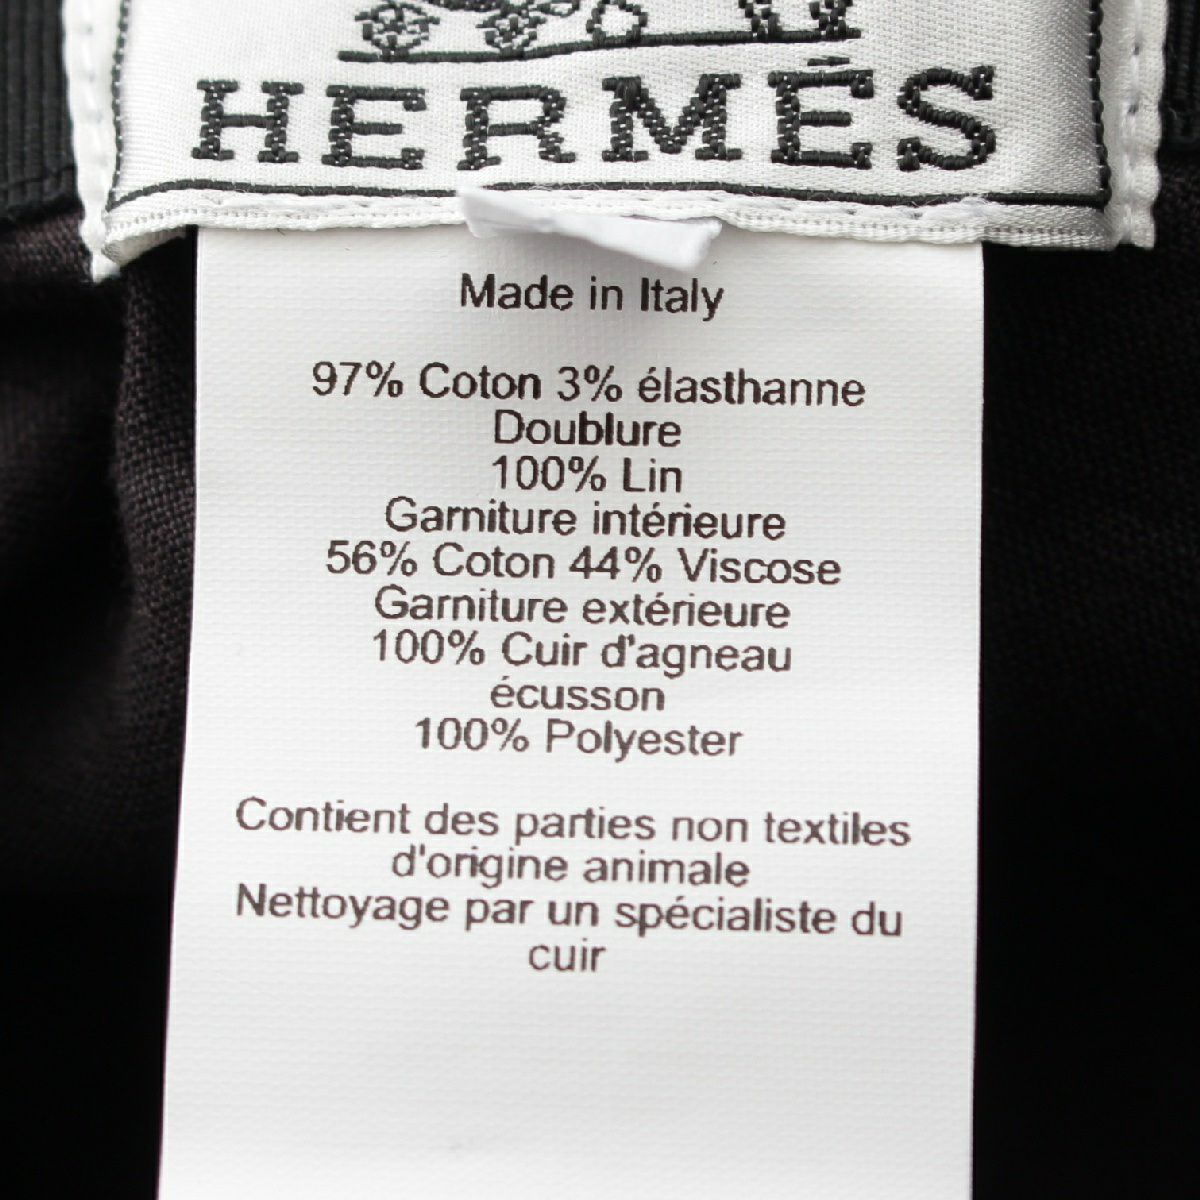 HERMÈS
Made in Italy
97% Coton 3% élasthanne
Doublure
100% Lin
Garniture intérieure
56% Coton 44% Viscose
Garniture extérieure
100% Cuir d'agneau
écusson
100% Polyester
Contient des parties non textiles
d'origine animale
Nettoyage par un spécialiste du
cuir